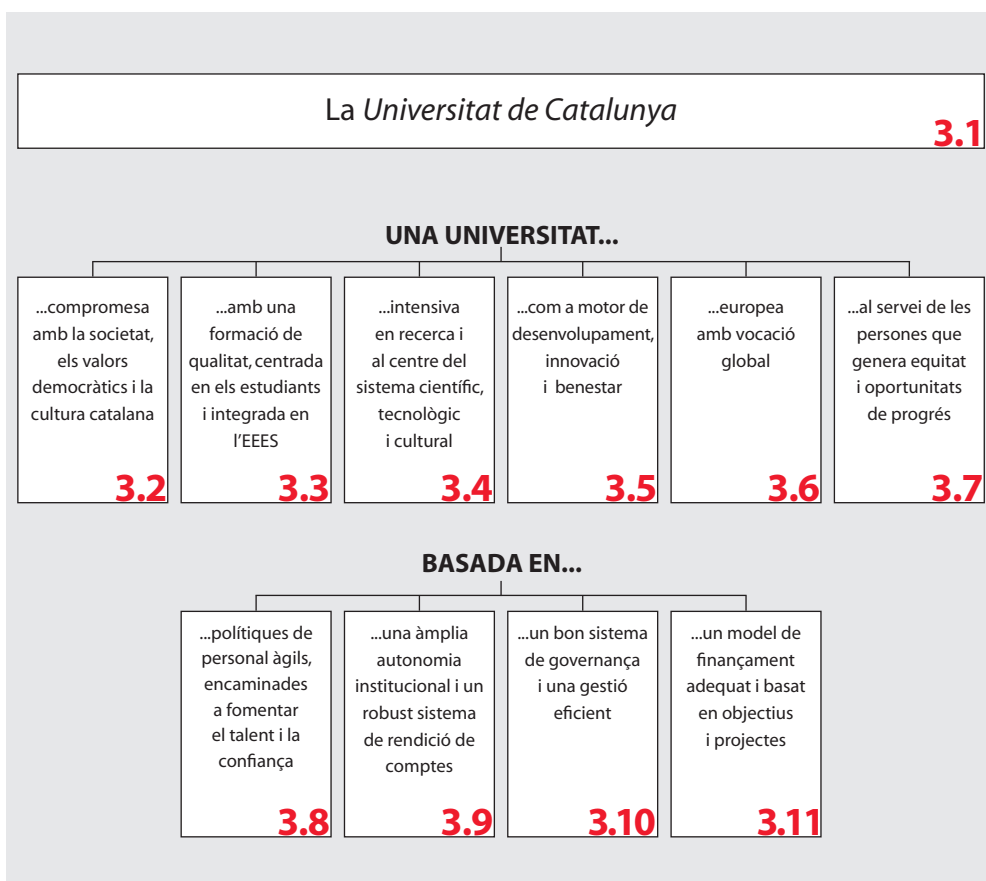 La Universitat de Catalunya
3.1
UNA UNIVERSITAT...
...compromesa
amb la societat,
els valors
democràtics i la
cultura catalana
3.2
...amb una
formació de
qualitat, centrada
en els estudiants
i integrada en
l'EEES
3.3
...intensiva
en recerca i
al centre del
sistema científic,
tecnològic
i cultural
3.4
...com a motor de
desenvolupament,
innovació
i benestar
3.5
...europea
amb vocació
global
3.6
...al servei de les
persones que
genera equitat
i oportunitats
de progrés
3.7
BASADA EN...
...polítiques de
personal àgils,
encaminades
a fomentar
el talent i la
confiança
3.8
...una àmplia
autonomia
institucional i un
robust sistema
de rendició de
comptes
3.9
...un bon sistema
de governança
i una gestió
eficient
3.10
...un model de
finançament
adequat i basat
en objectius
i projectes
3.11